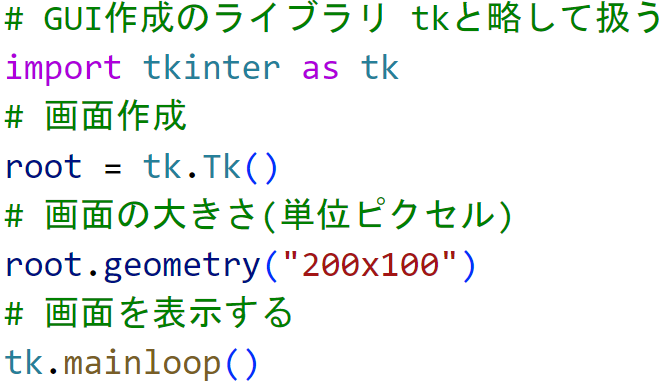 # GUI作成のライブラリ tkと略して扱う
import tkinter as tk
# 画面作成
root = tk.Tk()
# 画面の大きさ(単位ピクセル)
root.geometry("200x100")
# 画面を表示する
tk.mainloop()